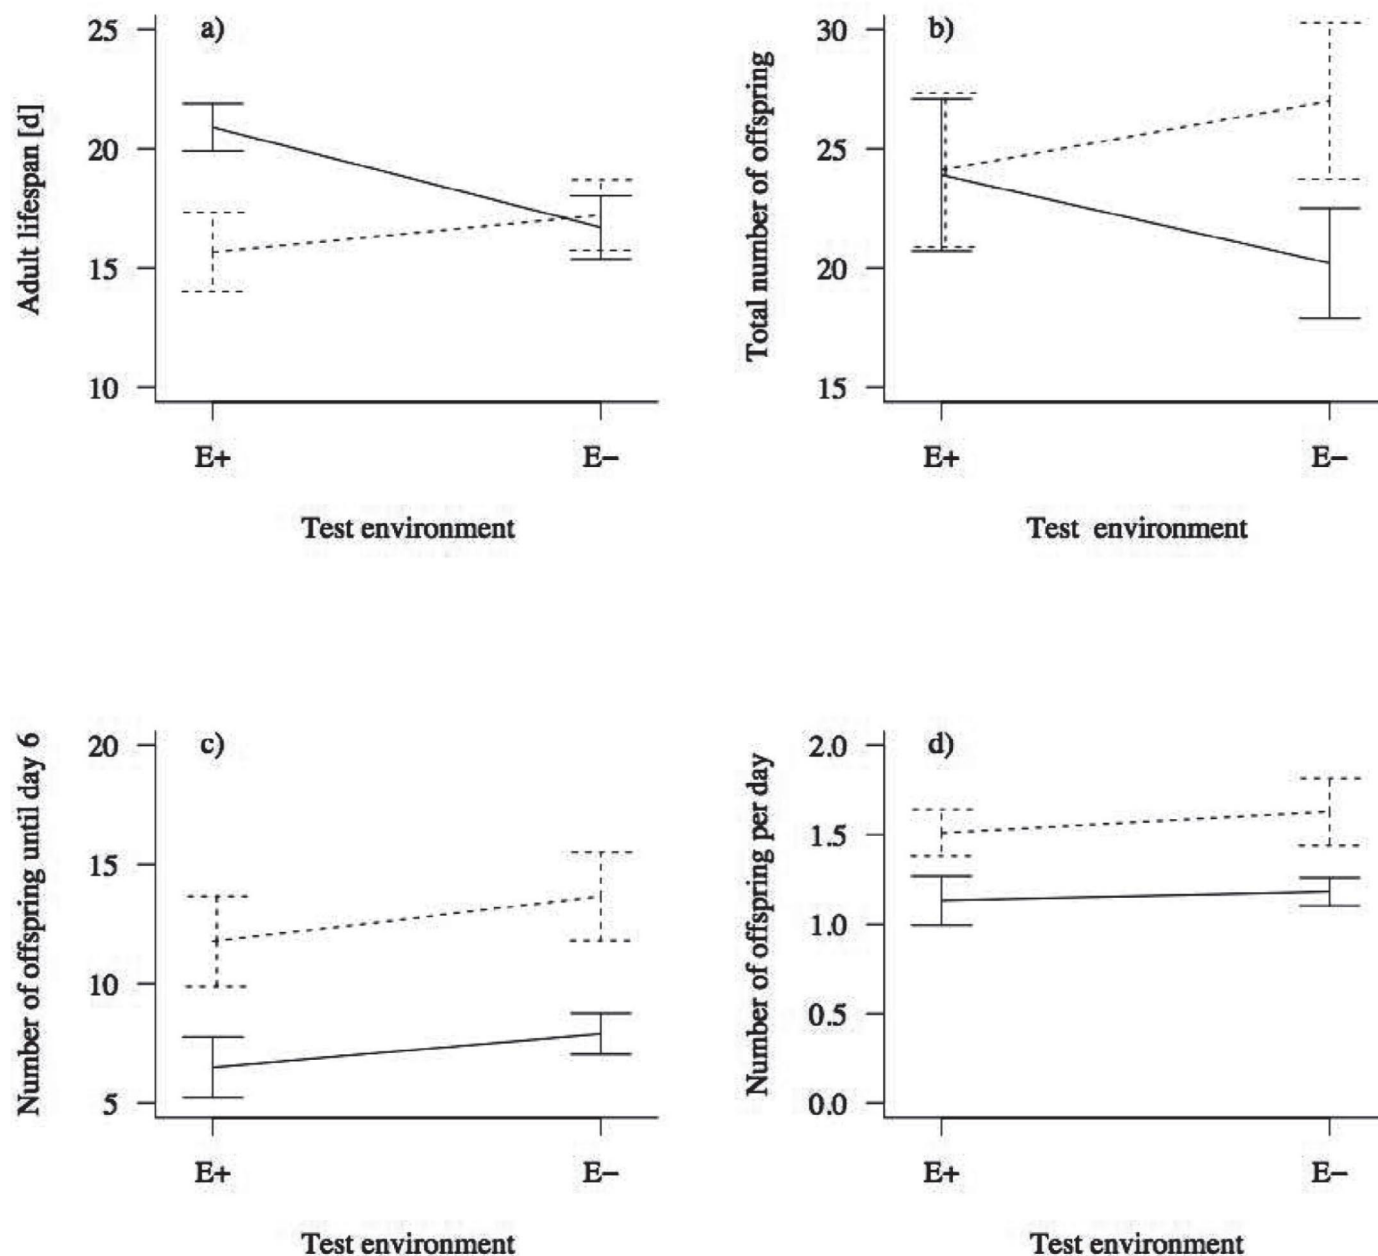 a)
Adult lifespan [d]
25
20
15
10
E+ E−
Test environment
b)
Total number of offspring
30
25
20
15
E+ E−
Test environment
c)
Number of offspring until day 6
20
15
10
5
E+ E−
Test environment
d)
Number of offspring per day
2.0
1.5
1.0
0.5
0.0
E+ E−
Test environment